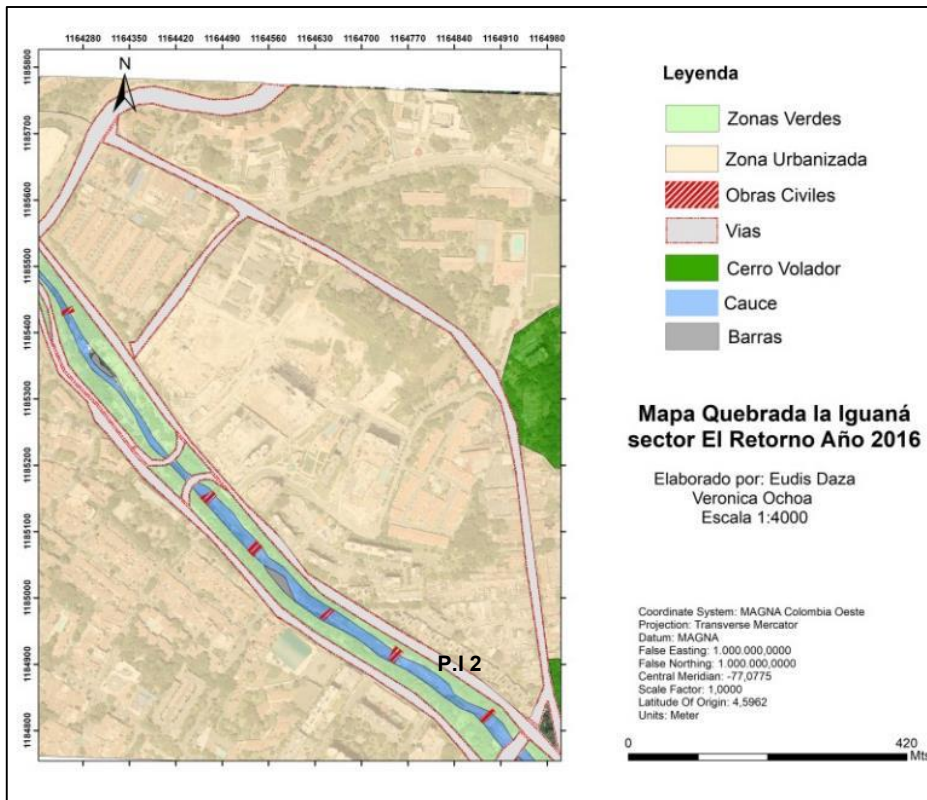 1164280 1164350 1164420 1164490 1164560 1164630 1164700 1164770 1164840 1164910 1164980
N
1185800
1185700
1185600
1185500
1185400
1185300
1185200
1185100
1185000
1184900
1184800
P.I 2
Leyenda
Zonas Verdes
Zona Urbanizada
Obras Civiles
Vias
Cerro Volador
Cauce
Barras
Mapa Quebrada la Iguaná
sector El Retorno Año 2016
Elaborado por: Eudis Daza
Veronica Ochoa
Escala 1:4000
Coordinate System: MAGNA Colombia Oeste
Projection: Transverse Mercator
Datum: MAGNA
False Easting: 1.000.000,0000
False Northing: 1.000.000,0000
Central Meridian: -77,0775
Scale Factor: 1,0000
Latitude Of Origin: 4,5962
Units: Meter
0 420
Mts